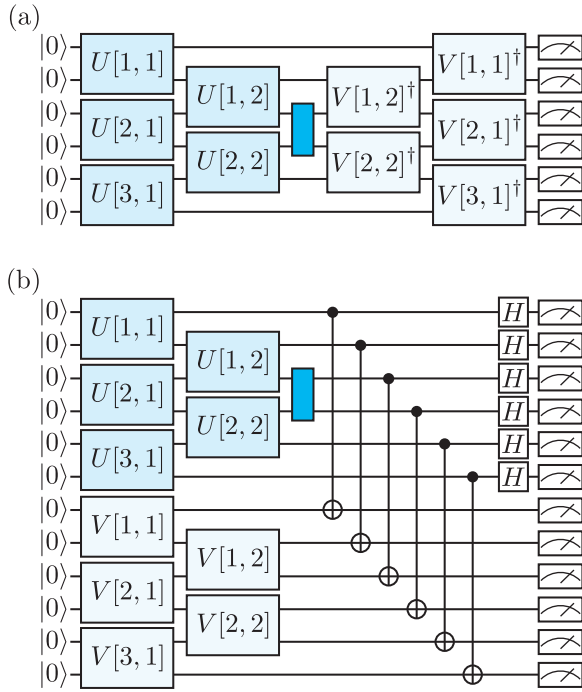 (a)
|0⟩ U[1, 1] V[1, 1]†
|0⟩ U[1, 2] V[1, 2]†
|0⟩ U[2, 1] V[2, 1]†
|0⟩ U[2, 2] V[2, 2]†
|0⟩ U[3, 1] V[3, 1]†
|0⟩
(b)
|0⟩ U[1, 1] H
|0⟩ U[1, 2] H
|0⟩ U[2, 1] H
|0⟩ U[2, 2] H
|0⟩ U[3, 1] H
|0⟩ H
|0⟩ V[1, 1]
|0⟩ V[1, 2]
|0⟩ V[2, 1]
|0⟩ V[2, 2]
|0⟩ V[3, 1]
|0⟩